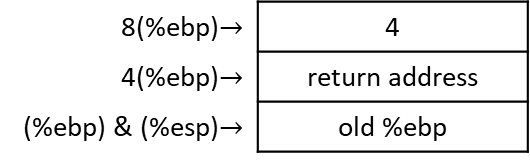 8(%ebp)→ 4
4(%ebp)→ return address
(%ebp) & (%esp)→ old %ebp